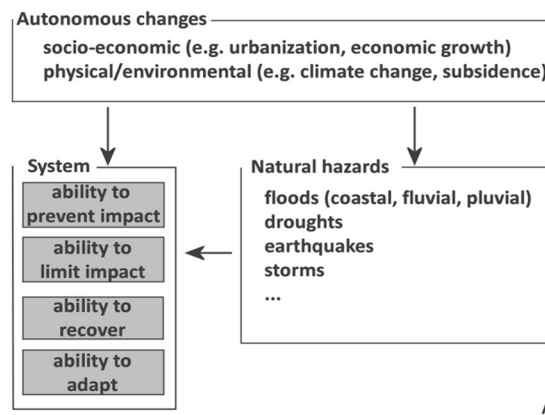 Autonomous changes
socio-economic (e.g. urbanization, economic growth)
physical/environmental (e.g. climate change, subsidence)
System
ability to
prevent impact
ability to
limit impact
ability to
recover
ability to
adapt
Natural hazards
floods (coastal, fluvial, pluvial)
droughts
earthquakes
storms
...